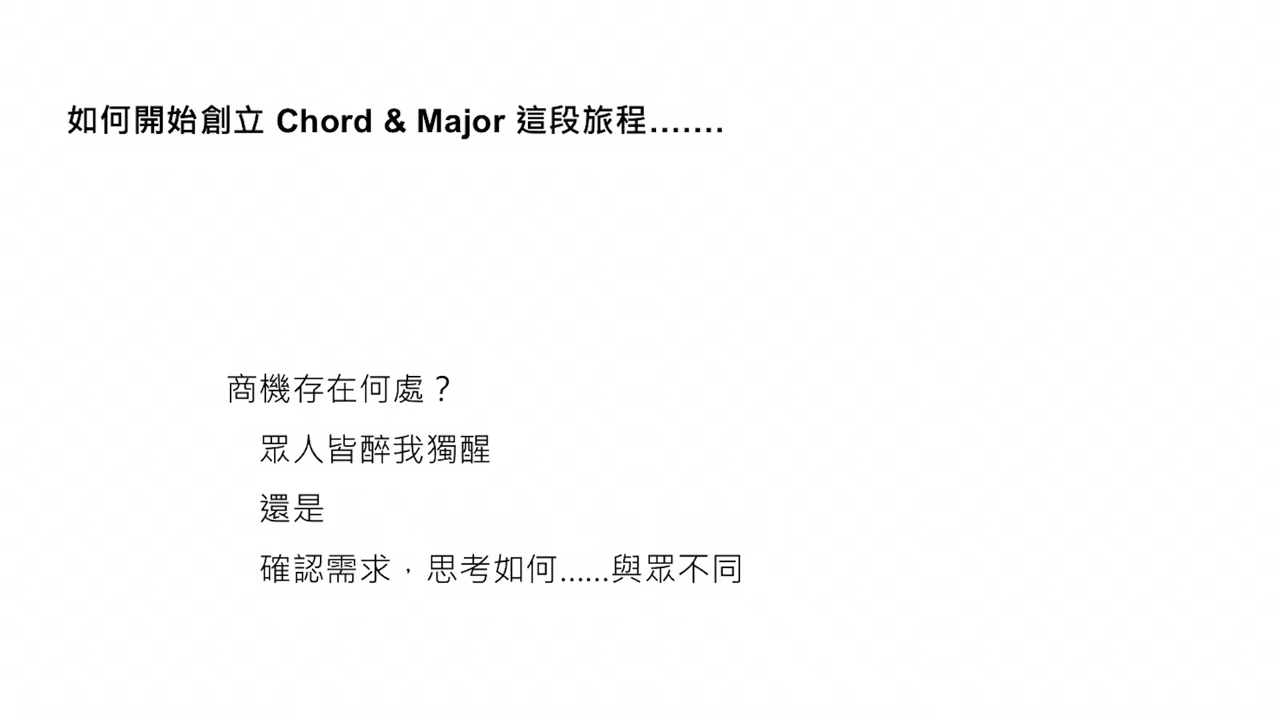 如何開始創立 Chord & Major 這段旅程.......
商機存在何處？
眾人皆醉我獨醒
還是
確認需求，思考如何......與眾不同